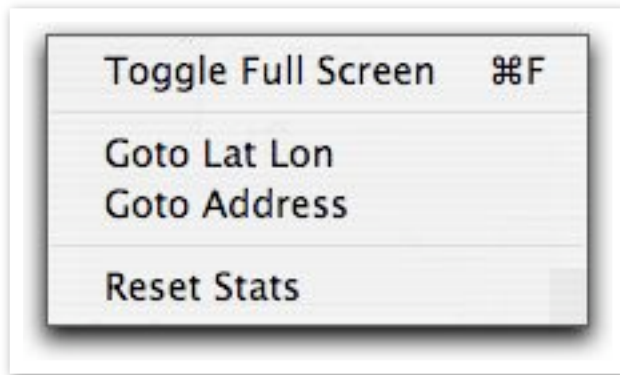 Toggle Full Screen ⌘F
Goto Lat Lon
Goto Address
Reset Stats